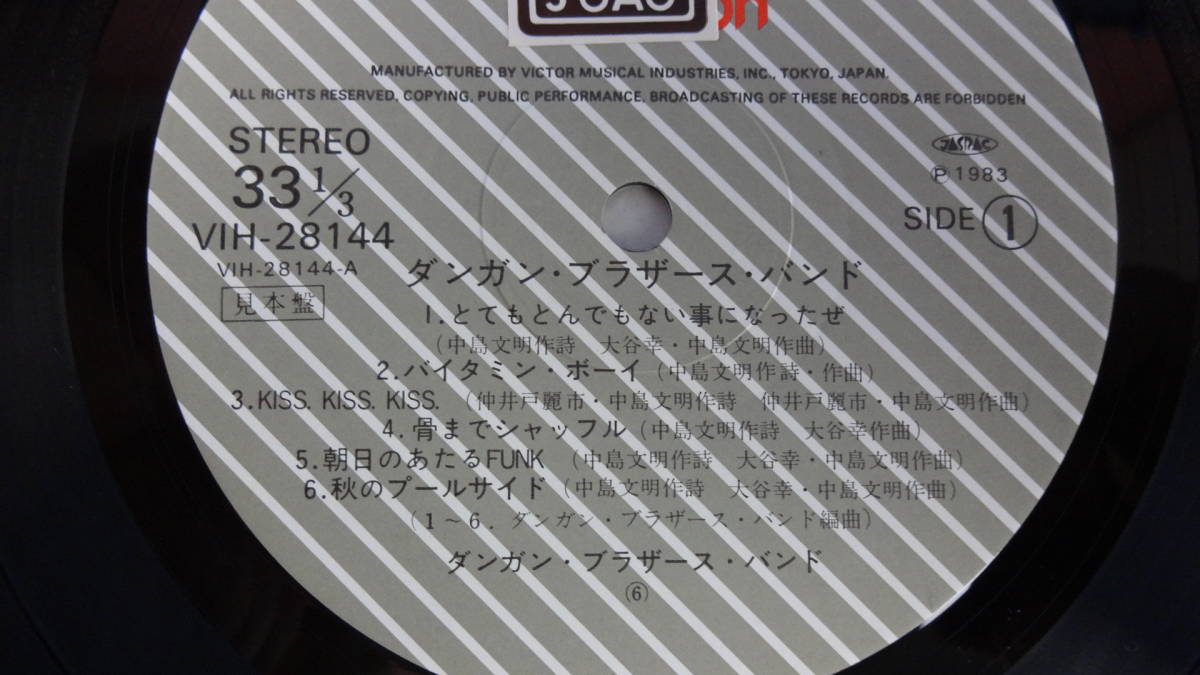 MANUFACTURED BY VICTOR MUSICAL INDUSTRIES, INC., TOKYO, JAPAN.
ALL RIGHTS RESERVED, COPYING, PUBLIC PERFORMANCE, BROADCASTING OF THESE RECORDS ARE FORBIDDEN
STEREO
33 1/3
VIH-28144
VIH-28144-A
見本盤
JASRAC
Ⓟ1983
SIDE 1
ダンガン・ブラザース・バンド
1.とてもとんでもない事になったぜ
(中島文明作詩 大谷幸・中島文明作曲)
2.バイタミン・ボーイ(中島文明作詩・作曲)
3.KISS. KISS. KISS. (仲井戸麗市・中島文明作詩 仲井戸麗市・中島文明作曲)
4.骨までシャッフル(中島文明作詩 大谷幸作曲)
5.朝日のあたるFUNK (中島文明作詩 大谷幸・中島文明作曲)
6.秋のプールサイド(中島文明作詩 大谷幸・中島文明作曲)
(1~6. ダンガン・ブラザース・バンド編曲)
ダンガン・ブラザース・バンド
(6)